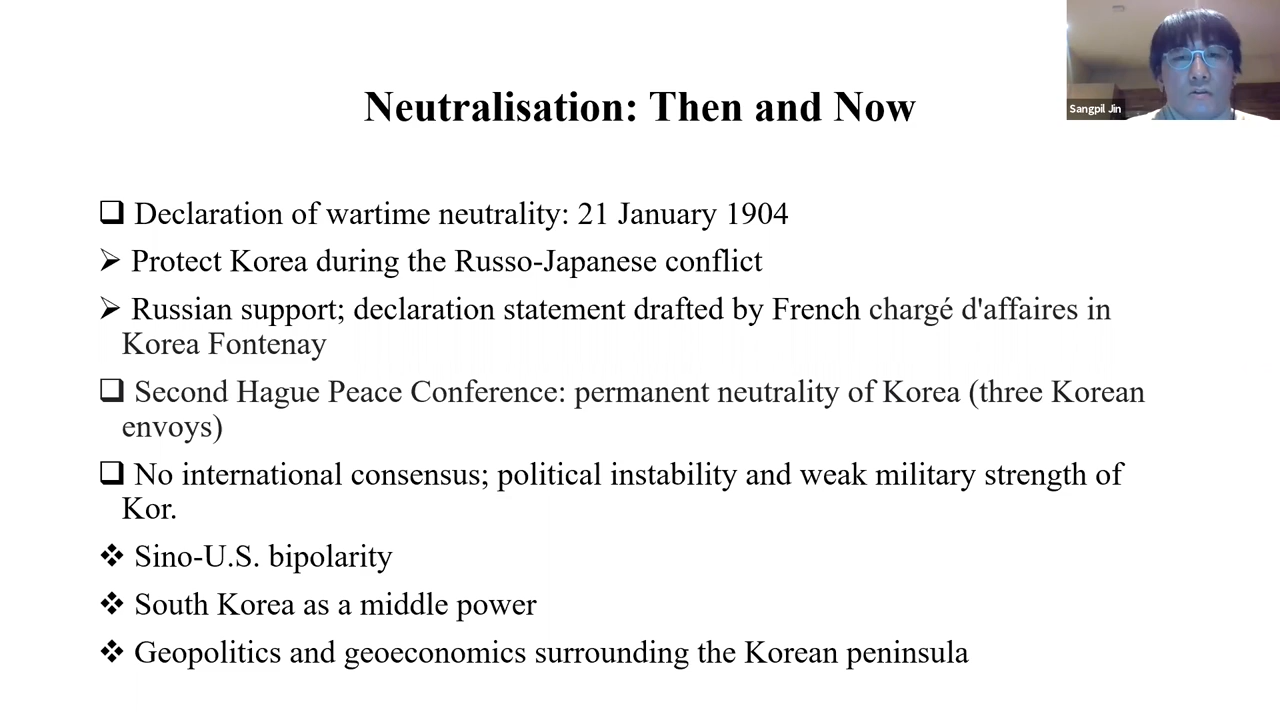 Sangpil Jin
Neutralisation: Then and Now
❑ Declaration of wartime neutrality: 21 January 1904
➢ Protect Korea during the Russo-Japanese conflict
➢ Russian support; declaration statement drafted by French chargé d'affaires in
Korea Fontenay
❑ Second Hague Peace Conference: permanent neutrality of Korea (three Korean
envoys)
❑ No international consensus; political instability and weak military strength of
Kor.
❖ Sino-U.S. bipolarity
❖ South Korea as a middle power
❖ Geopolitics and geoeconomics surrounding the Korean peninsula